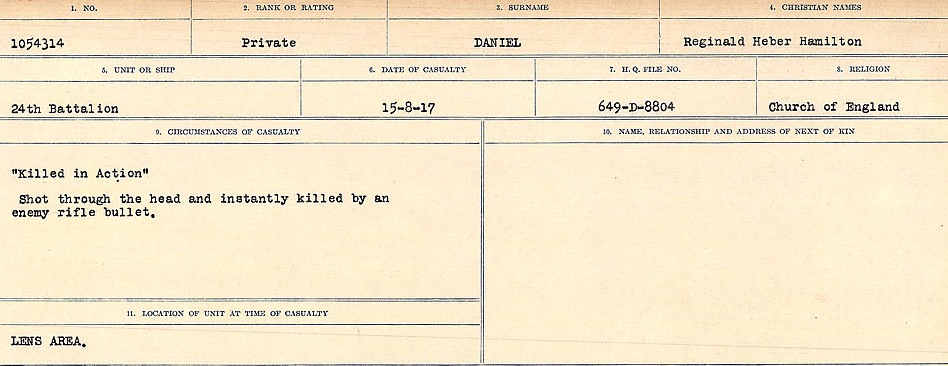 1. NO.
2. RANK OR RATING
3. SURNAME
4. CHRISTIAN NAMES
1054314
Private
DANIEL
Reginald Heber Hamilton
5. UNIT OR SHIP
6. DATE OF CASUALTY
7. H.Q. FILE NO.
8. RELIGION
24th Battalion
15-8-17
649-D-8804
Church of England
9. CIRCUMSTANCES OF CASUALTY
"Killed in Action"
Shot through the head and instantly killed by an
enemy rifle bullet.
10. NAME, RELATIONSHIP AND ADDRESS OF NEXT OF KIN
11. LOCATION OF UNIT AT TIME OF CASUALTY
LENS AREA.